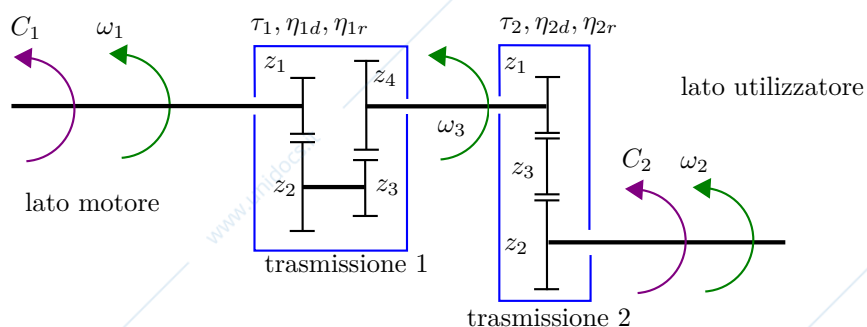 C₁
ω₁
τ₁, η₁d, η₁r
τ₂, η₂d, η₂r
z₁
z₄
z₁
lato utilizzatore
ω₃
z₂
z₃
z₃
C₂
ω₂
lato motore
z₂
trasmissione 1
trasmissione 2